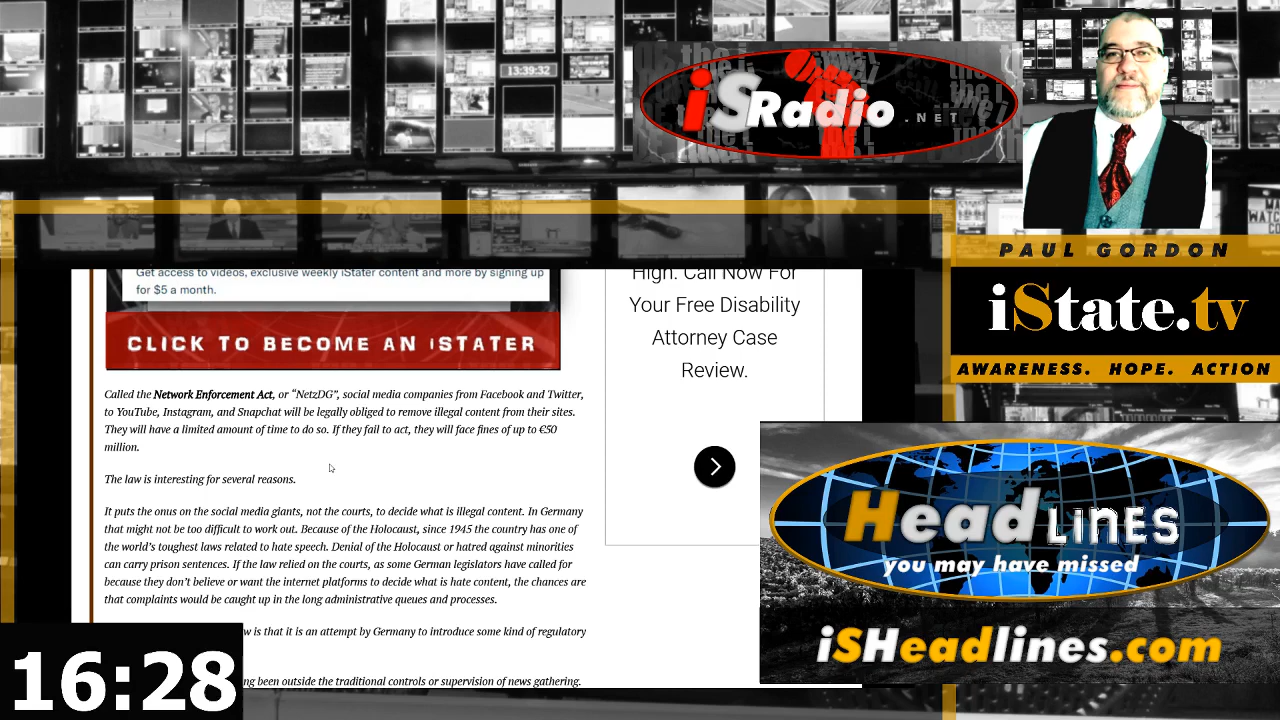 13:39:32
iSRadio.NET
PAUL GORDON
iState.tv
AWARENESS. HOPE. ACTION
Get access to videos, exclusive weekly iStater content and more by signing up
for $5 a month.
CLICK TO BECOME AN ISTATER
High. Call Now For
Your Free Disability
Attorney Case
Review.
Called the Network Enforcement Act, or “NetzDG”, social media companies from Facebook and Twitter,
to YouTube, Instagram, and Snapchat will be legally obliged to remove illegal content from their sites.
They will have a limited amount of time to do so. If they fail to act, they will face fines of up to €50
million.
The law is interesting for several reasons.
It puts the onus on the social media giants, not the courts, to decide what is illegal content. In Germany
that might not be too difficult to work out. Because of the Holocaust, since 1945 the country has one of
the world’s toughest laws related to hate speech. Denial of the Holocaust or hatred against minorities
can carry prison sentences. If the law relied on the courts, as some German legislators have called for
because they don’t believe or want the internet platforms to decide what is hate content, the chances are
that complaints would be caught up in the long administrative queues and processes.
w is that it is an attempt by Germany to introduce some kind of regulatory
ng been outside the traditional controls or supervision of news gathering.
HeadLINES
you may have missed
iSHeadlines.com
16:28